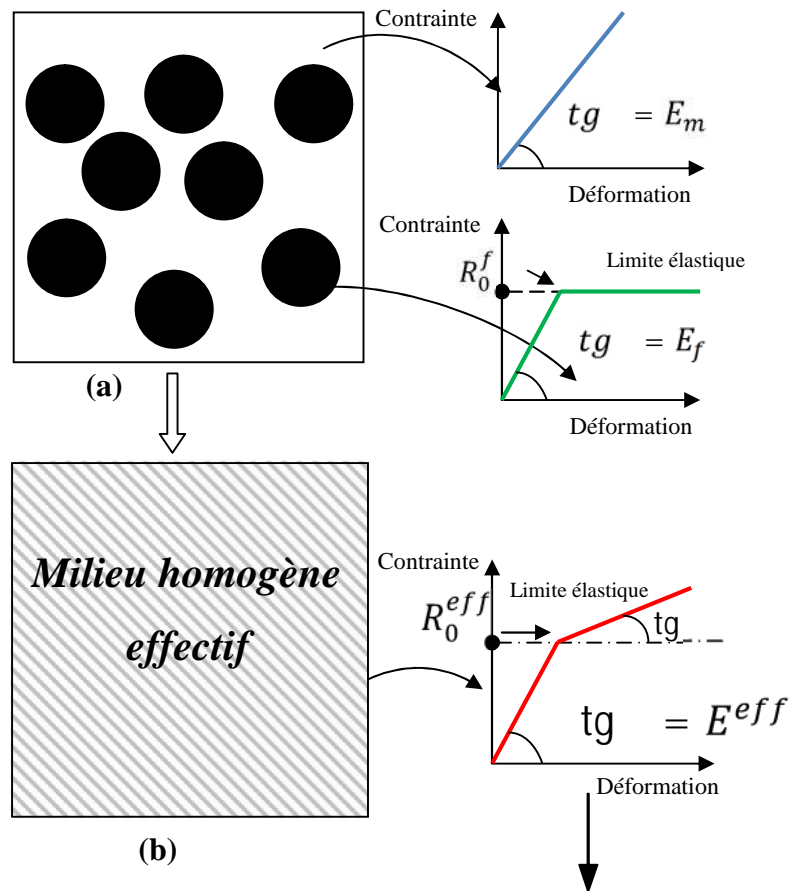 Contrainte
tg = E_m
Déformation
Contrainte
R_0^f
Limite élastique
tg = E_f
Déformation
(a)
Milieu homogène
effectif
Contrainte
Limite élastique
R_0^{eff}
tg
tg = E^{eff}
Déformation
(b)